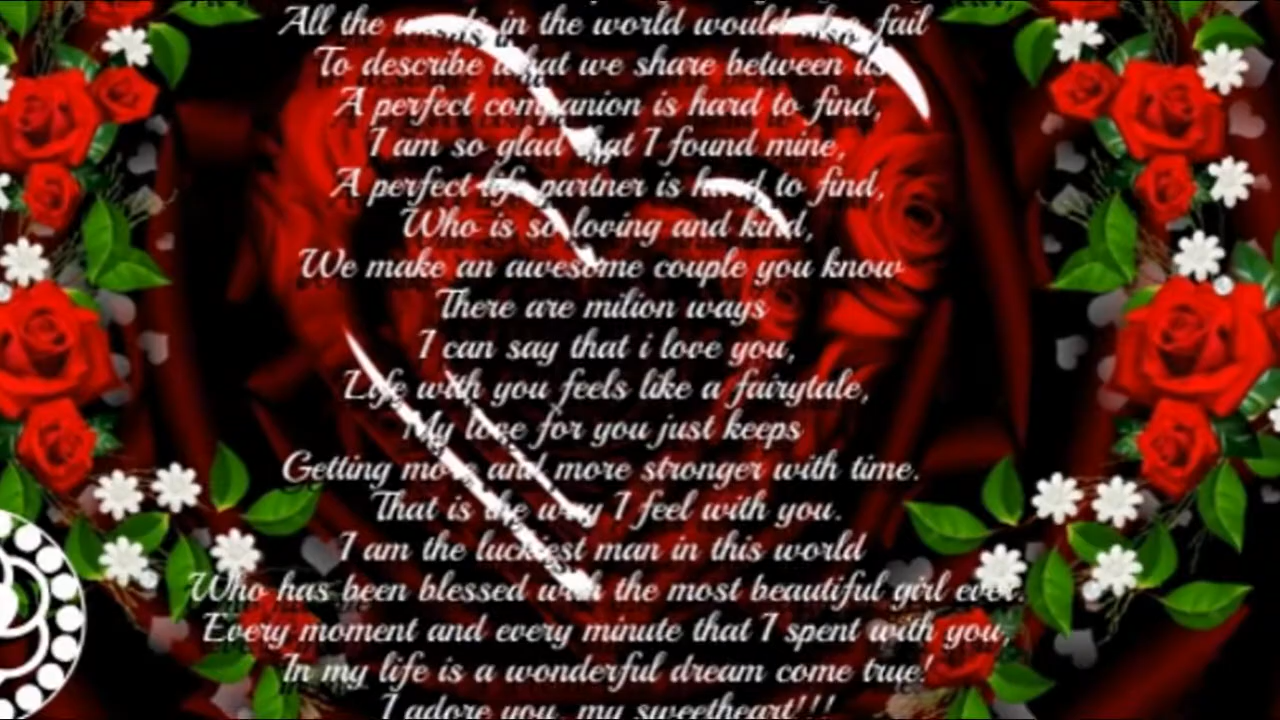 All the words in the world would also fail
To describe what we share between us
A perfect companion is hard to find,
I am so glad that I found mine,
A perfect life partner is hard to find,
Who is so loving and kind,
We make an awesome couple you know
There are milion ways
I can say that i love you,
Life with you feels like a fairytale,
My love for you just keeps
Getting more and more stronger with time.
That is the way I feel with you.
I am the luckiest man in this world
Who has been blessed with the most beautiful girl ever.
Every moment and every minute that I spent with you,
In my life is a wonderful dream come true!
I adore you, my sweetheart!!!